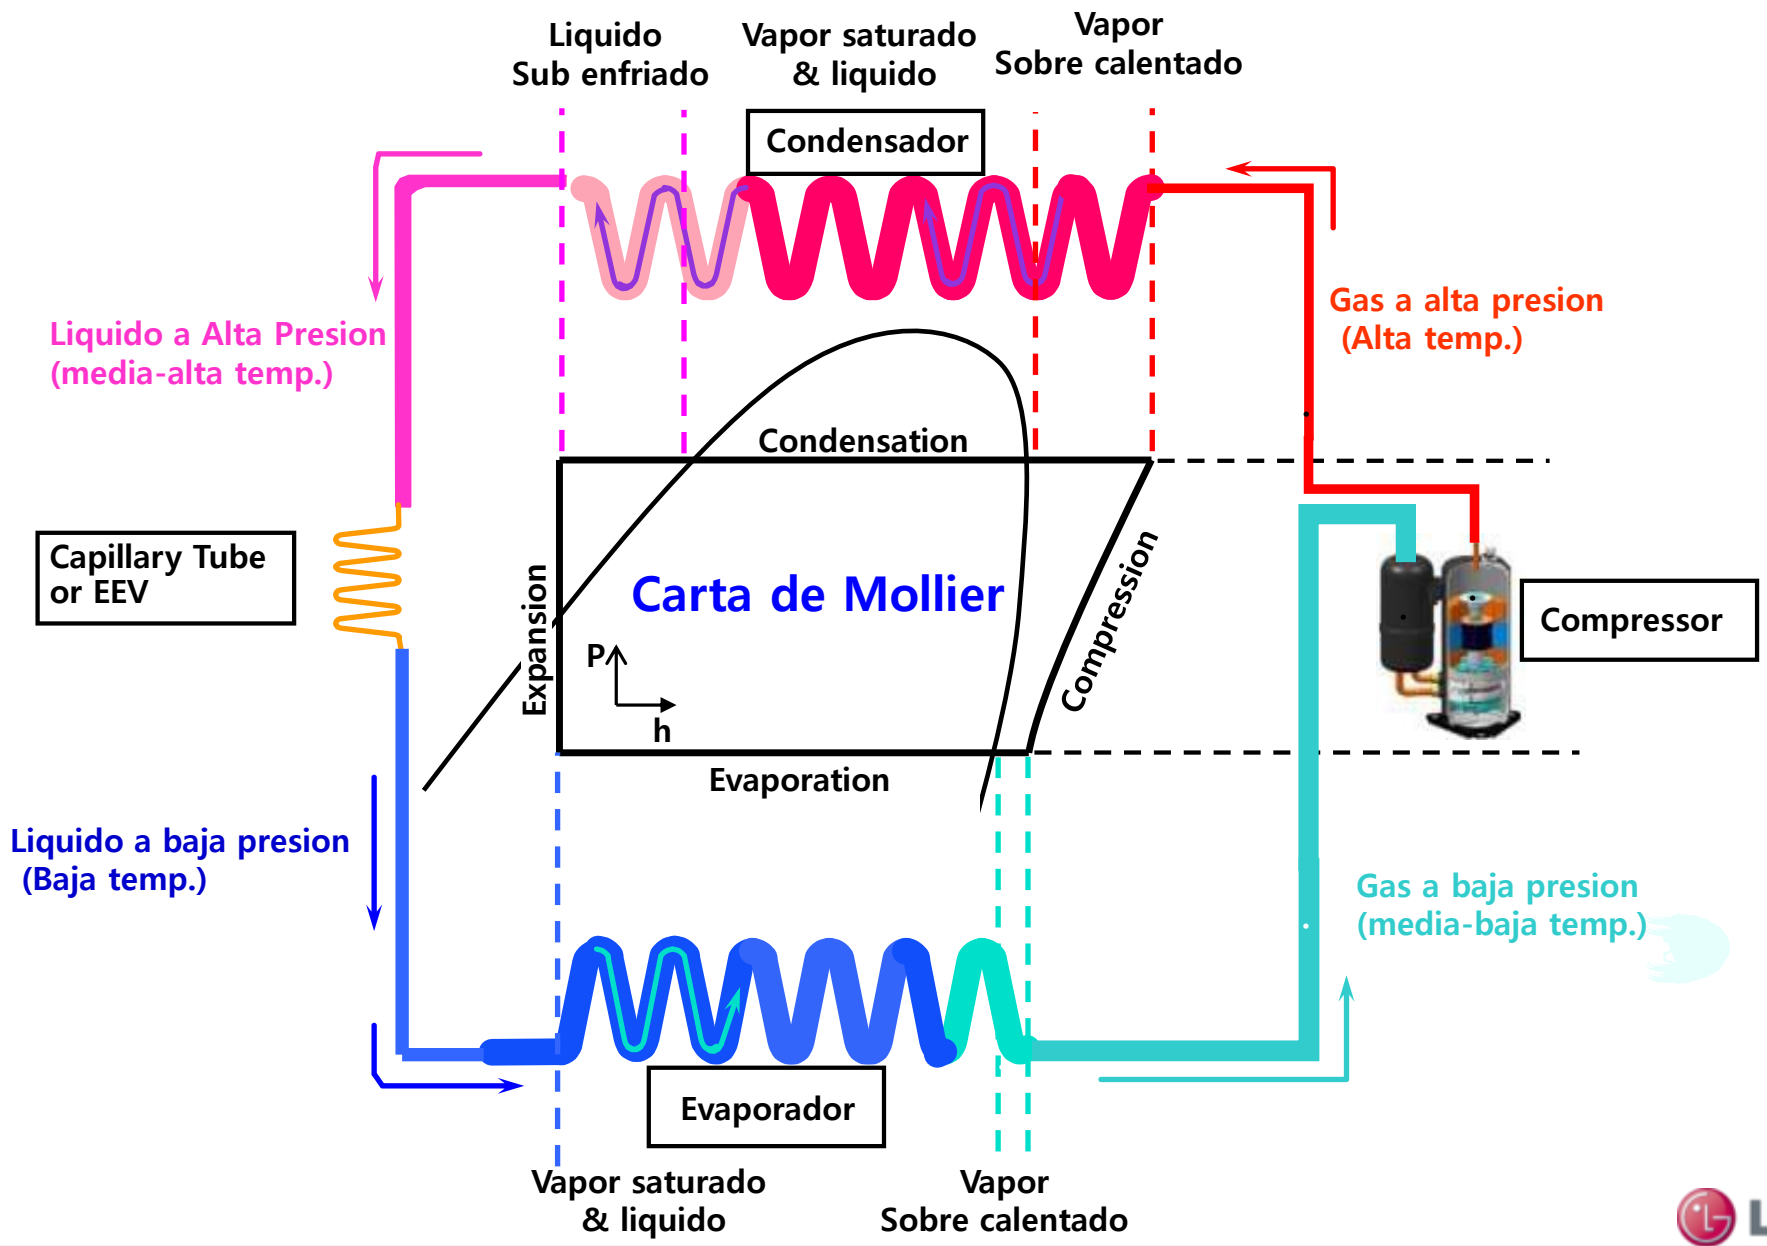 Liquido
Sub enfriado
Vapor saturado
& liquido
Vapor
Sobre calentado
Condensador
Liquido a Alta Presion
(media-alta temp.)
Gas a alta presion
(Alta temp.)
Condensation
Capillary Tube
or EEV
Expansion
Carta de Mollier
P
h
Compression
Compressor
Evaporation
Liquido a baja presion
(Baja temp.)
Gas a baja presion
(media-baja temp.)
Evaporador
Vapor saturado
& liquido
Vapor
Sobre calentado
L